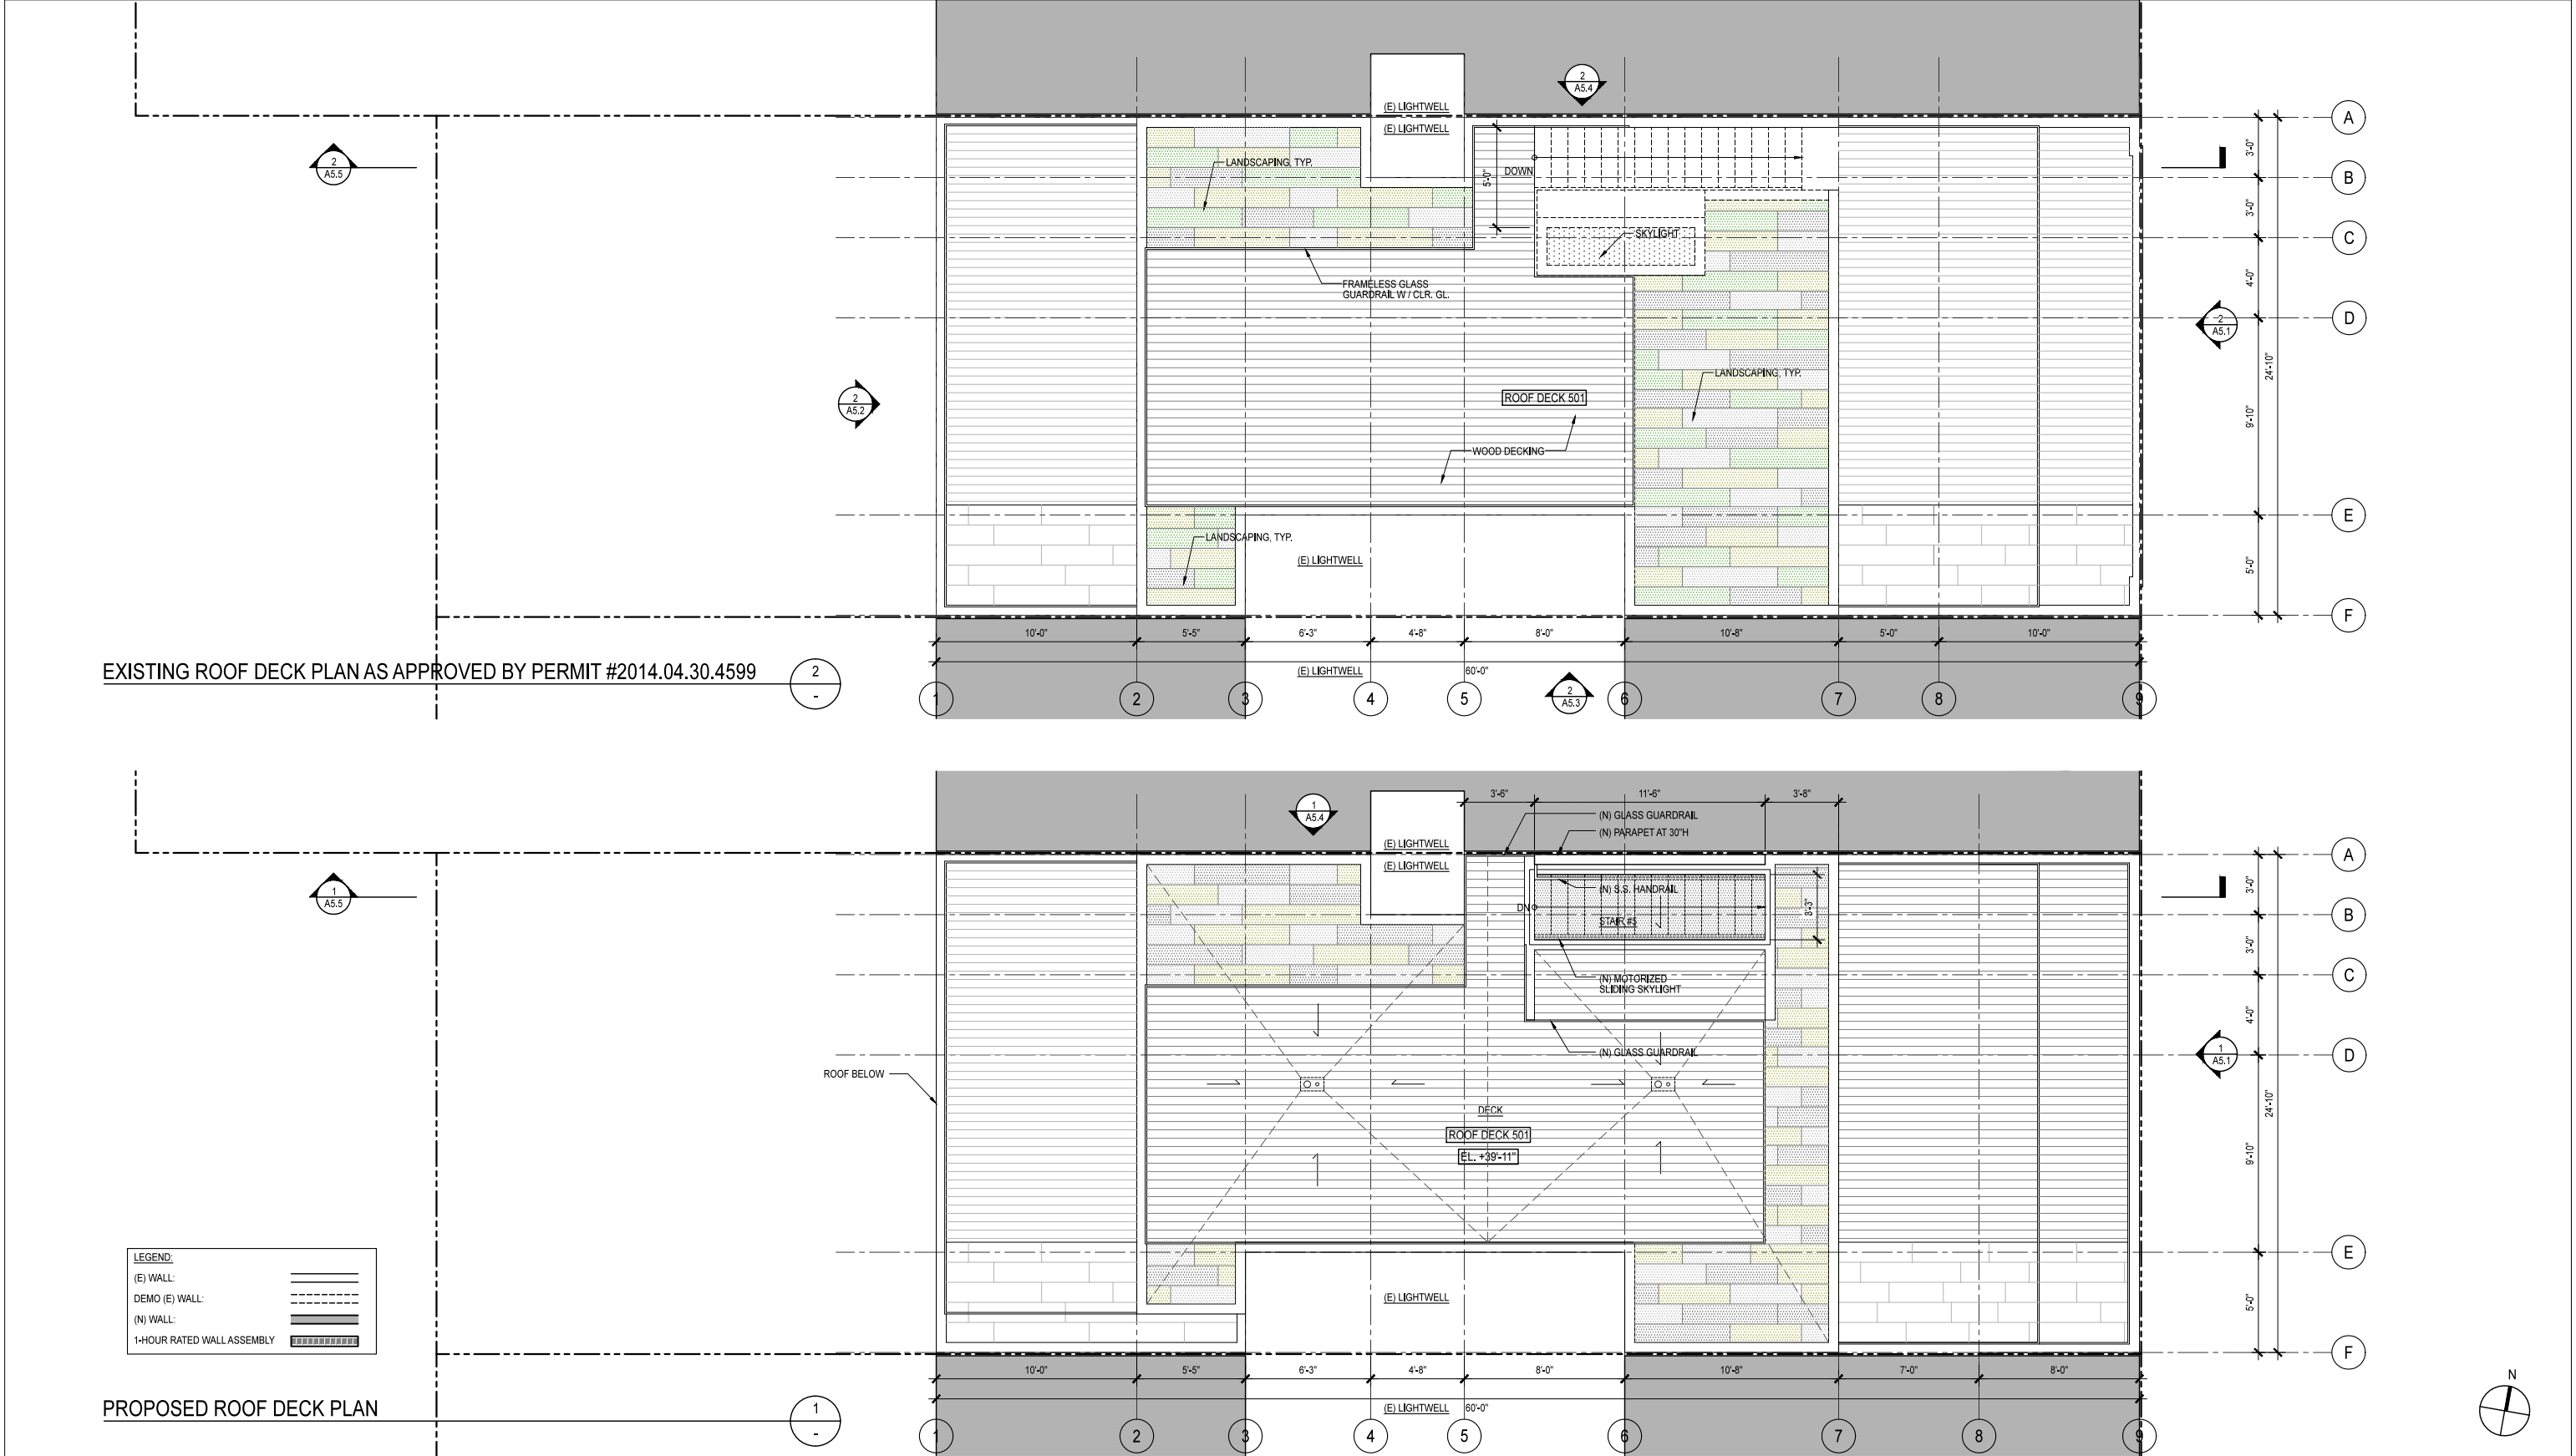 2
A5.4
(E) LIGHTWELL
(E) LIGHTWELL
A
2
A5.5
LANDSCAPING, TYP.
5'-0"
DOWN
3'-0"
B
3'-0"
SKYLIGHT
C
FRAMELESS GLASS
GUARDRAIL W / CLR. GL.
4'-0"
2
A5.1
D
24'-10"
2
A5.2
ROOF DECK 501
LANDSCAPING, TYP.
9'-10"
WOOD DECKING
E
LANDSCAPING, TYP.
(E) LIGHTWELL
5'-0"
F
10'-0"
5'-5"
6'-3"
4'-8"
8'-0"
10'-8"
5'-0"
10'-0"
EXISTING ROOF DECK PLAN AS APPROVED BY PERMIT #2014.04.30.4599
2
-
(E) LIGHTWELL
60'-0"
1
2
3
4
5
2
A5.3
6
7
8
9
3'-6"
11'-6"
3'-8"
1
A5.4
(N) GLASS GUARDRAIL
(N) PARAPET AT 30"H
(E) LIGHTWELL
(E) LIGHTWELL
A
1
A5.5
(N) S.S. HANDRAIL
3'-0"
DN
STAIR #5
3'-3"
B
3'-0"
(N) MOTORIZED
SLIDING SKYLIGHT
C
4'-0"
(N) GLASS GUARDRAIL
1
A5.1
D
ROOF BELOW
DECK
ROOF DECK 501
EL. +39'-11"
24'-10"
9'-10"
E
LEGEND:
(E) WALL:
DEMO (E) WALL:
(N) WALL:
1-HOUR RATED WALL ASSEMBLY
(E) LIGHTWELL
5'-0"
F
10'-0"
5'-5"
6'-3"
4'-8"
8'-0"
10'-8"
7'-0"
8'-0"
N
PROPOSED ROOF DECK PLAN
1
-
(E) LIGHTWELL
60'-0"
1
2
3
4
5
6
7
8
9